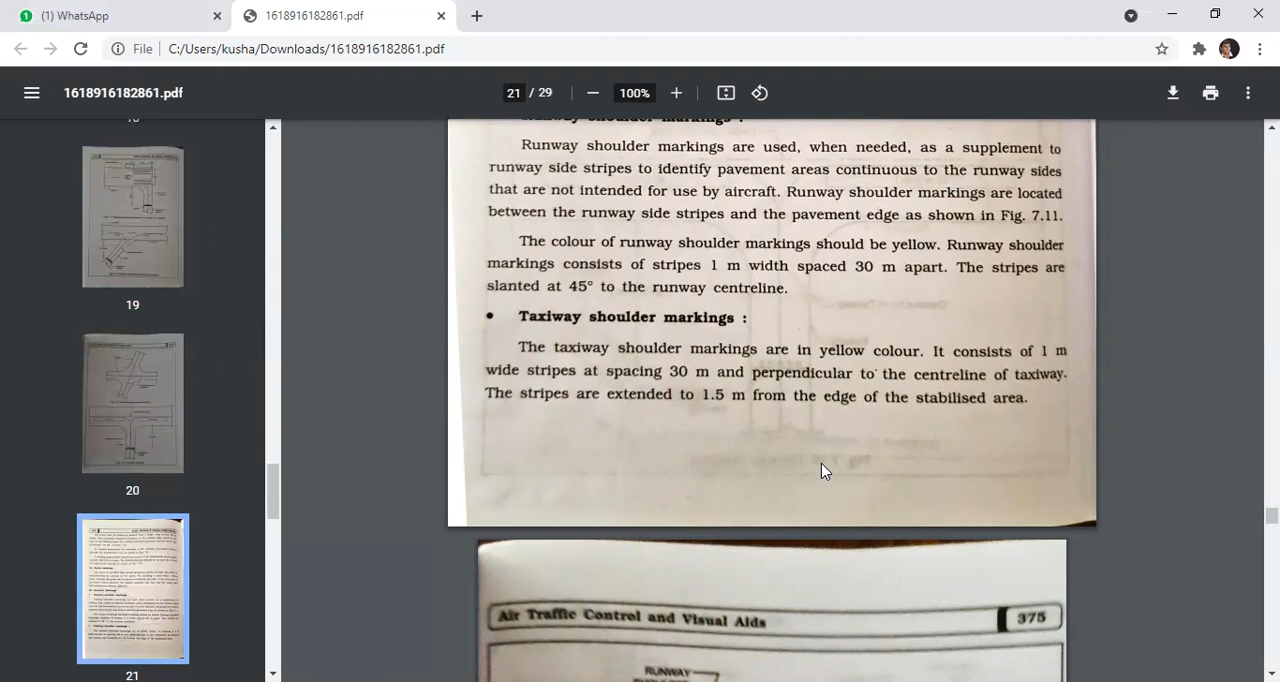 (1) WhatsApp
1618916182861.pdf
File
C:/Users/kusha/Downloads/1618916182861.pdf
1618916182861.pdf
21 / 29
100%
19
20
21
Runway shoulder markings :
Runway shoulder markings are used, when needed, as a supplement to
runway side stripes to identify pavement areas continuous to the runway sides
that are not intended for use by aircraft. Runway shoulder markings are located
between the runway side stripes and the pavement edge as shown in Fig. 7.11.
The colour of runway shoulder markings should be yellow. Runway shoulder
markings consists of stripes 1 m width spaced 30 m apart. The stripes are
slanted at 45° to the runway centreline.
• Taxiway shoulder markings :
The taxiway shoulder markings are in yellow colour. It consists of 1 m
wide stripes at spacing 30 m and perpendicular to the centreline of taxiway.
The stripes are extended to 1.5 m from the edge of the stabilised area.
Air Traffic Control and Visual Aids
375
RUNWAY